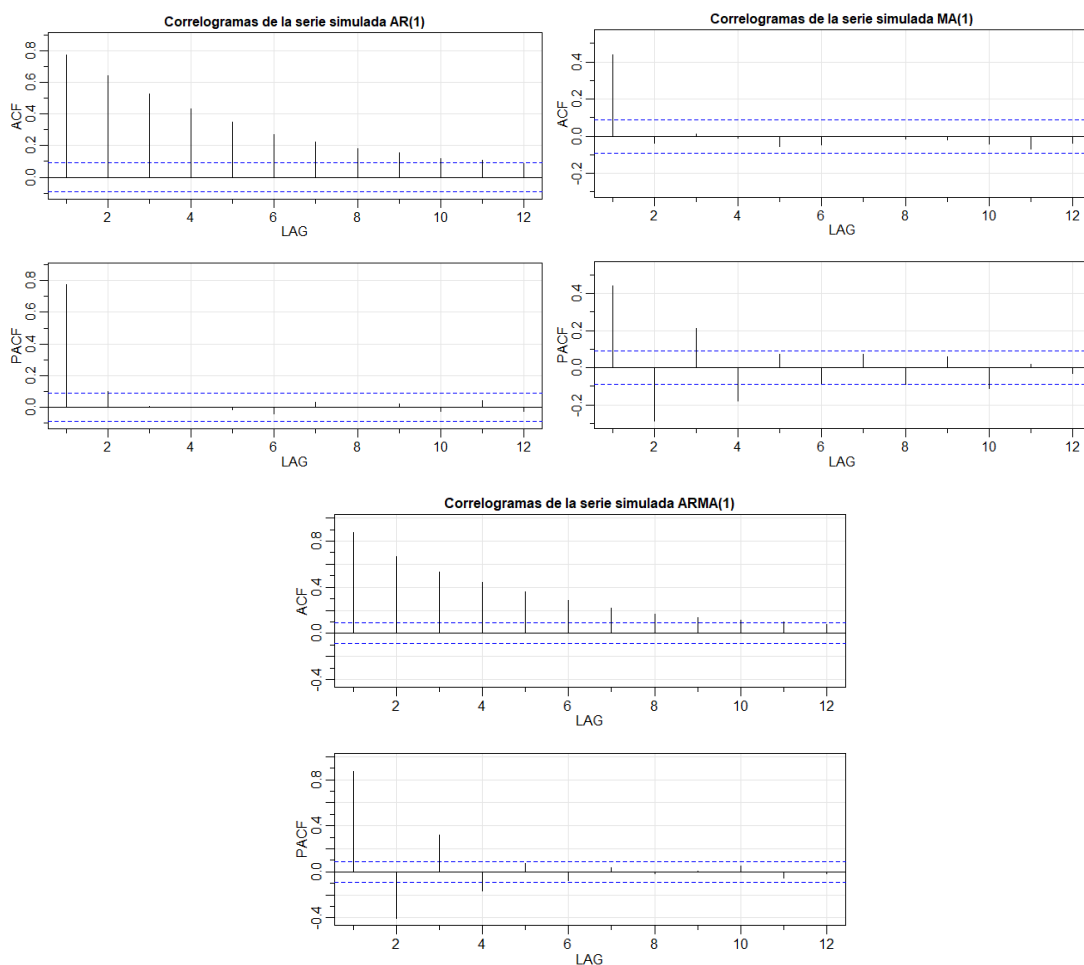 Correlogramas de la serie simulada AR(1)
ACF
0.0 0.2 0.4 0.6 0.8
2 4 6 8 10 12
LAG
PACF
0.0 0.2 0.4 0.6 0.8
2 4 6 8 10 12
LAG
Correlogramas de la serie simulada MA(1)
ACF
-0.2 0.0 0.2 0.4
2 4 6 8 10 12
LAG
PACF
-0.2 0.0 0.2 0.4
2 4 6 8 10 12
LAG
Correlogramas de la serie simulada ARMA(1)
ACF
-0.4 0.0 0.4 0.8
2 4 6 8 10 12
LAG
PACF
-0.4 0.0 0.4 0.8
2 4 6 8 10 12
LAG